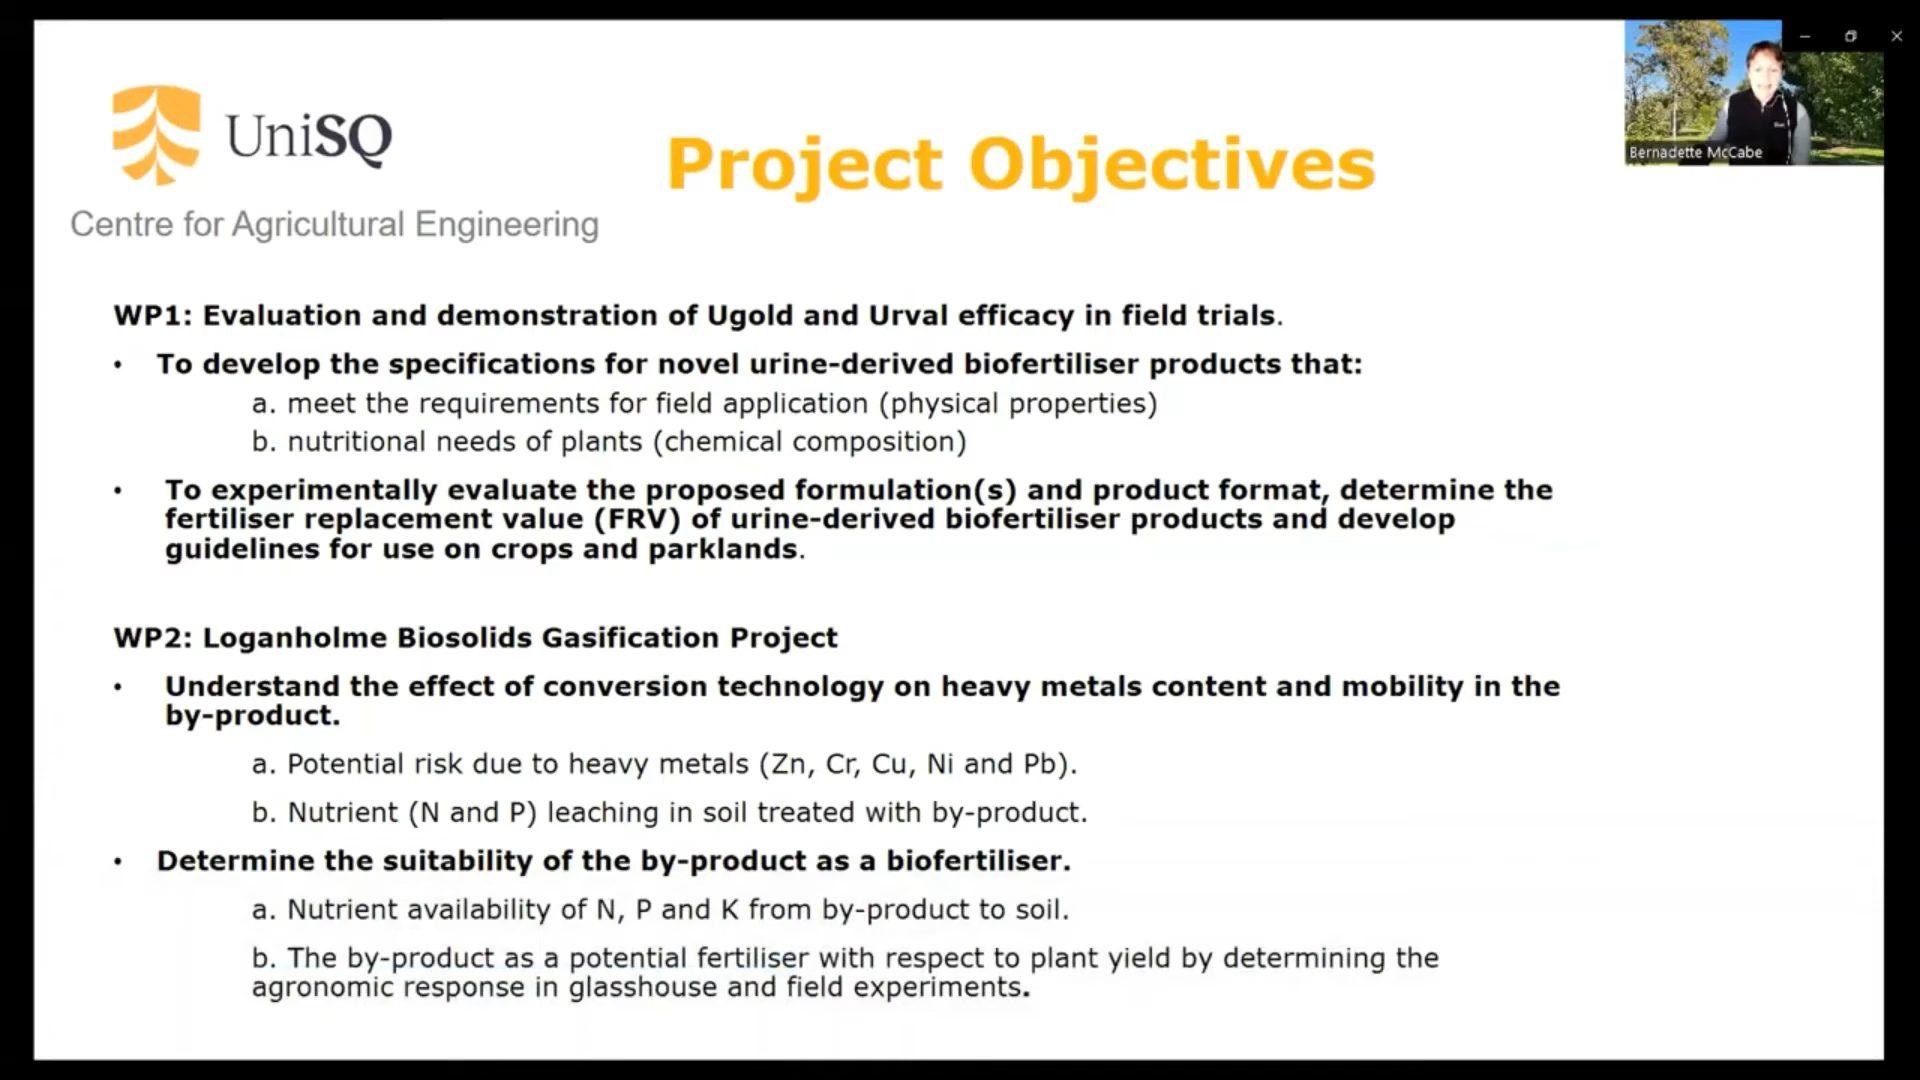 UniSQ
Centre for Agricultural Engineering
Project Objectives
Bernadette McCabe
WP1: Evaluation and demonstration of Ugold and Urval efficacy in field trials.
• To develop the specifications for novel urine-derived biofertiliser products that:
a. meet the requirements for field application (physical properties)
b. nutritional needs of plants (chemical composition)
• To experimentally evaluate the proposed formulation(s) and product format, determine the
fertiliser replacement value (FRV) of urine-derived biofertiliser products and develop
guidelines for use on crops and parklands.
WP2: Loganholme Biosolids Gasification Project
• Understand the effect of conversion technology on heavy metals content and mobility in the
by-product.
a. Potential risk due to heavy metals (Zn, Cr, Cu, Ni and Pb).
b. Nutrient (N and P) leaching in soil treated with by-product.
• Determine the suitability of the by-product as a biofertiliser.
a. Nutrient availability of N, P and K from by-product to soil.
b. The by-product as a potential fertiliser with respect to plant yield by determining the
agronomic response in glasshouse and field experiments.